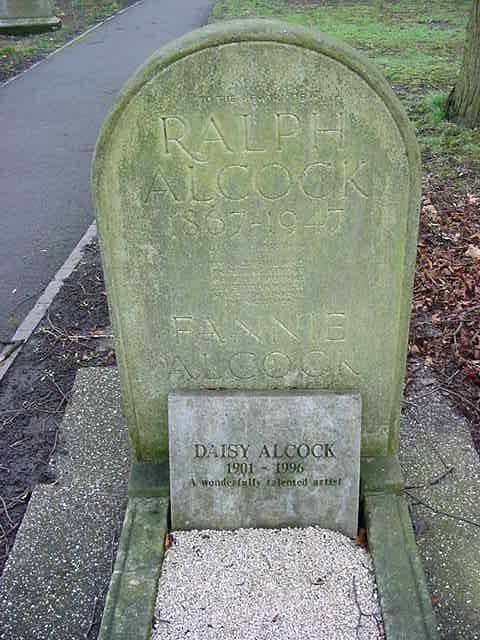 TO THE MEMORY OF
RALPH
ALCOCK
1867-1947
FANNIE
ALCOCK
DAISY ALCOCK
1901 - 1996
A wonderfully talented artist